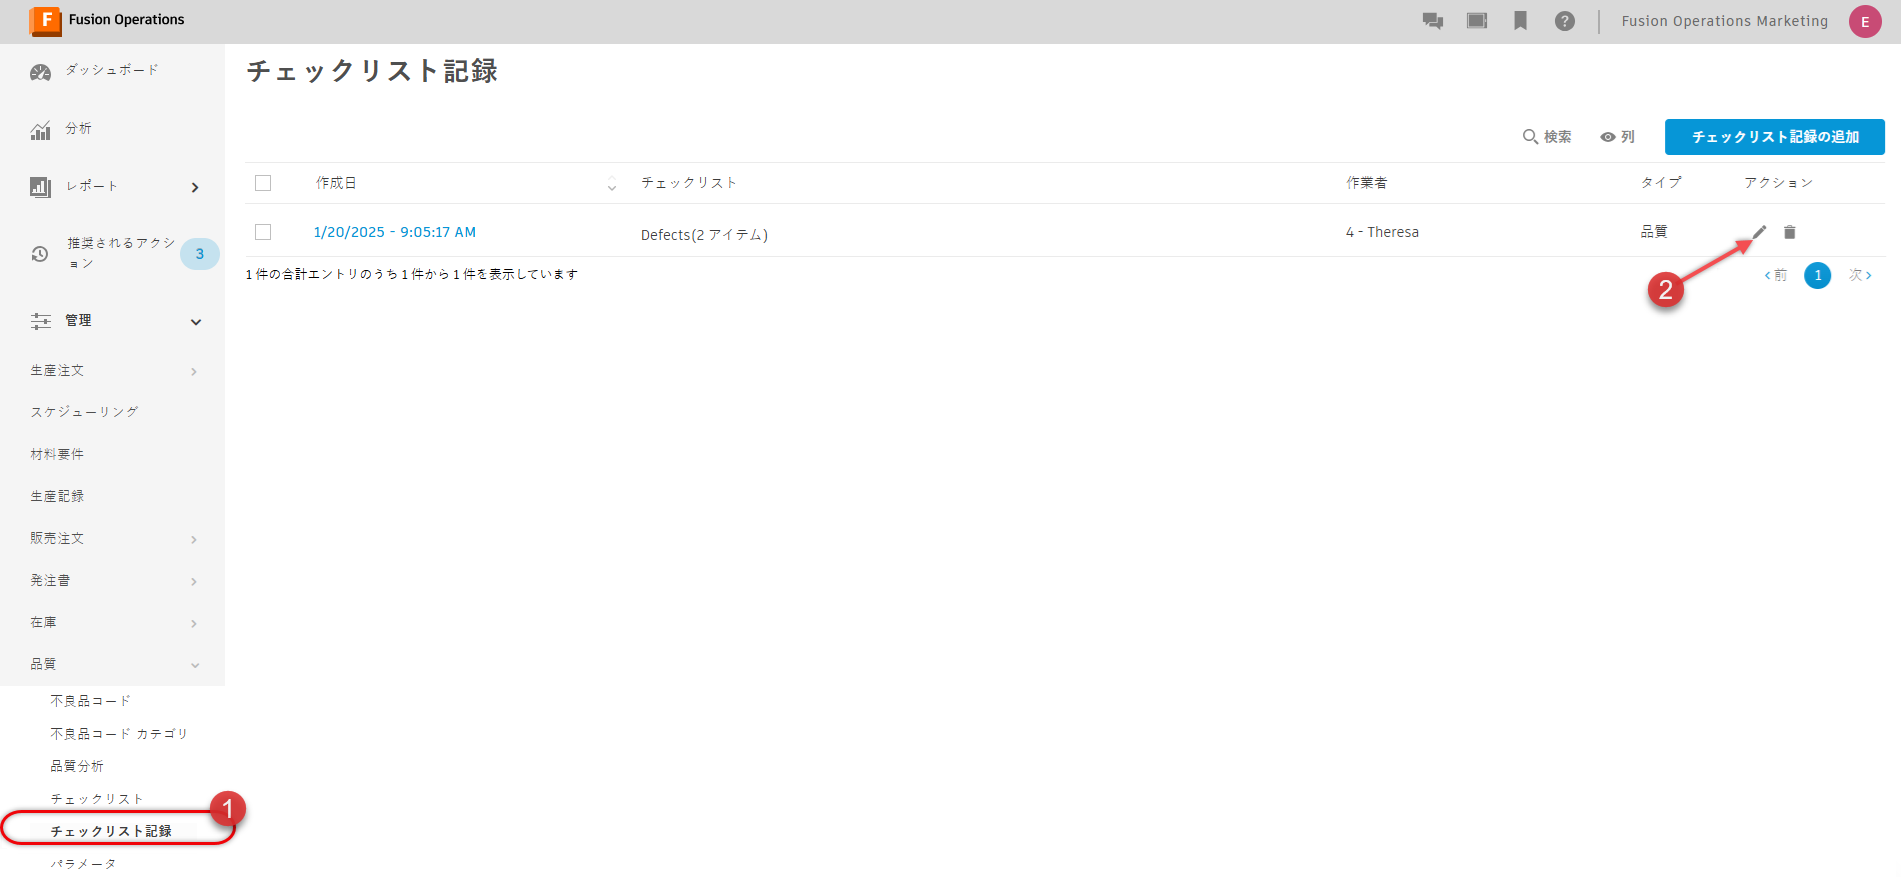 F Fusion Operations
? Fusion Operations Marketing E
ダッシュボード
分析
レポート
推奨されるアクシ
ョン
3
管理
生産注文
スケジューリング
材料要件
生産記録
販売注文
発注書
在庫
品質
不良品コード
不良品コード カテゴリ
品質分析
チェックリスト
1
チェックリスト記録
パラメータ
チェックリスト記録
検索 列 チェックリスト記録の追加
作成日 チェックリスト 作業者 タイプ アクション
1/20/2025 - 9:05:17 AM Defects(2 アイテム) 4 - Theresa 品質
1 件の合計エントリのうち 1 件から 1 件を表示しています
2
前 1 次